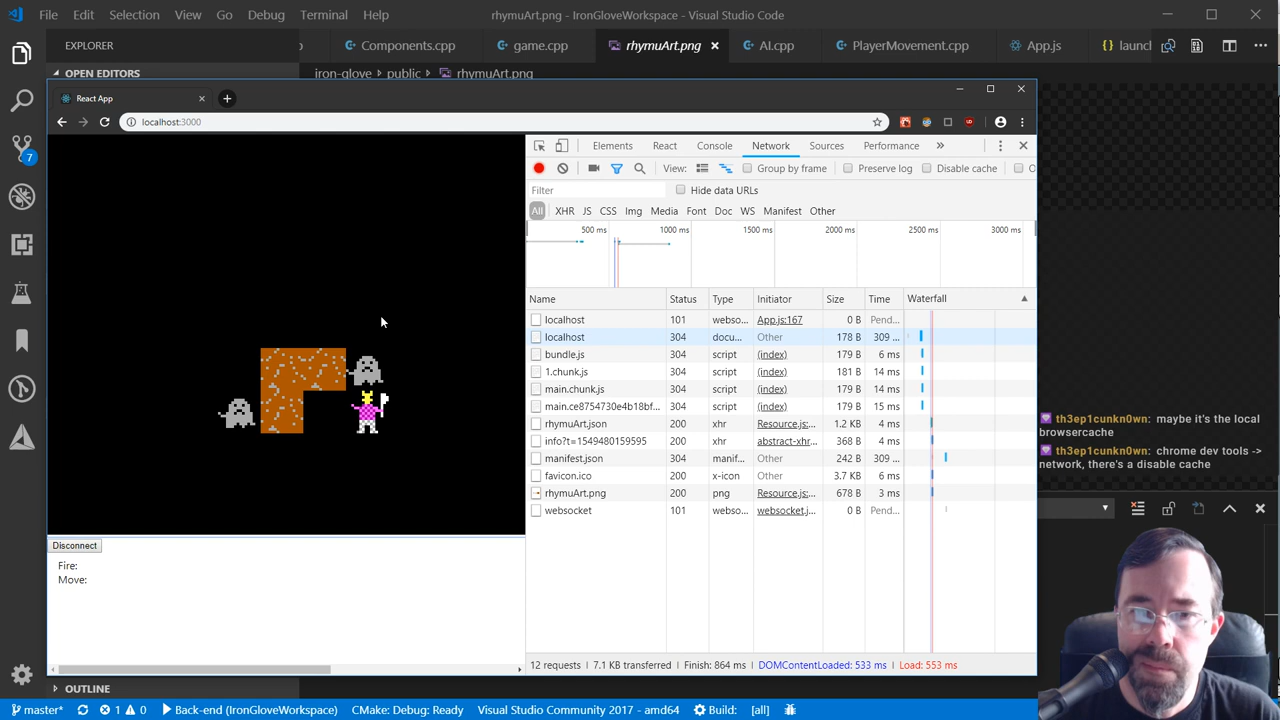 File Edit Selection View Go Debug Terminal Help rhymuArt.png - IronGloveWorkspace - Visual Studio Code
EXPLORER Components.cpp game.cpp rhymuArt.png AI.cpp PlayerMovement.cpp App.js {} launcl
OPEN EDITORS iron-glove public rhymuArt.png
React App
localhost:3000
Elements React Console Network Sources Performance
View: Group by frame Preserve log Disable cache O
Filter Hide data URLs
All XHR JS CSS Img Media Font Doc WS Manifest Other
500 ms 1000 ms 1500 ms 2000 ms 2500 ms 3000 ms
Name Status Type Initiator Size Time Waterfall
localhost 101 webso... App.js:167 0 B Pend...
localhost 304 docu... Other 178 B 309 ...
bundle.js 304 script (index) 179 B 6 ms
1.chunk.js 304 script (index) 181 B 14 ms
main.chunk.js 304 script (index) 179 B 14 ms
main.ce8754730e4b18bf... 304 script (index) 179 B 15 ms
rhymuArt.json 200 xhr Resource.js:... 1.2 KB 4 ms
info?t=1549480159595 200 xhr abstract-xhr... 368 B 4 ms
manifest.json 304 manif... Other 242 B 309 ...
favicon.ico 200 x-icon Other 3.7 KB 6 ms
rhymuArt.png 200 png Resource.js:... 678 B 3 ms
websocket 101 webso... websocket.j... 0 B Pend...
th3ep1cunkn0wn: maybe it's the local
browsercache
th3ep1cunkn0wn: chrome dev tools ->
network, there's a disable cache
Disconnect
Fire:
Move:
12 requests | 7.1 KB transferred | Finish: 864 ms | DOMContentLoaded: 533 ms | Load: 553 ms
7
OUTLINE
master* 1 0 Back-end (IronGloveWorkspace) CMake: Debug: Ready Visual Studio Community 2017 - amd64 Build: [all]